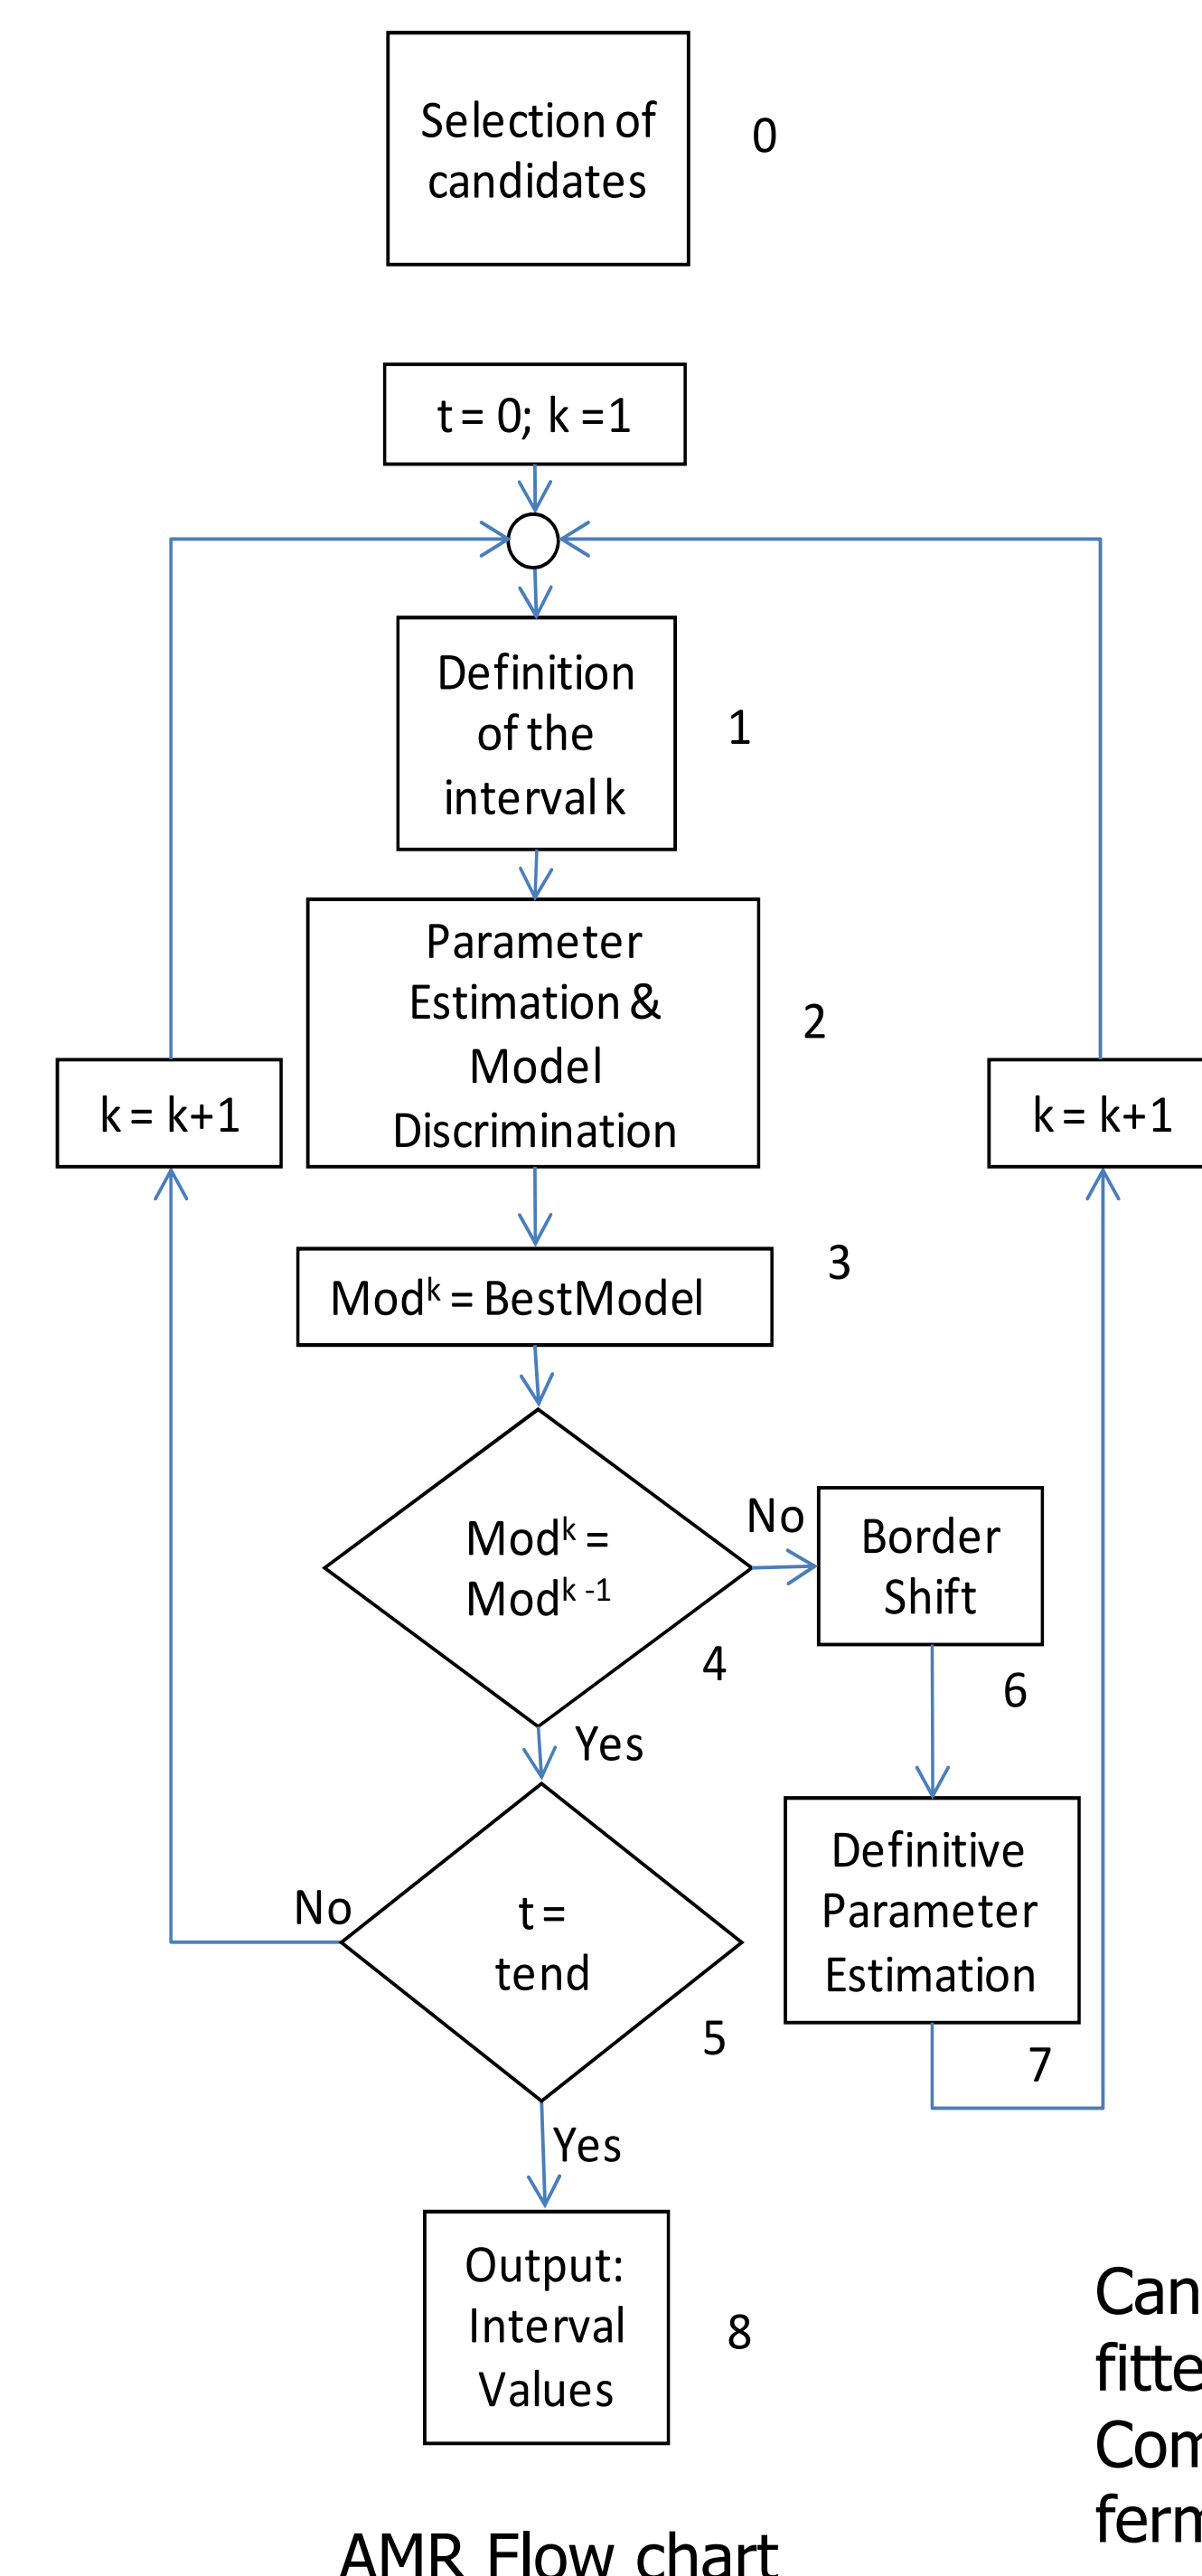 Selection of
candidates
0
t = 0; k =1
Definition
of the
interval k
1
Parameter
Estimation &
Model
Discrimination
2
k = k+1
k = k+1
3
Modᵏ = BestModel
No
Modᵏ =
Modᵏ ⁻¹
Border
Shift
4
6
Yes
Definitive
Parameter
Estimation
No
t =
tend
5
7
Yes
Output:
Interval
Values
8
AMR Flow chart